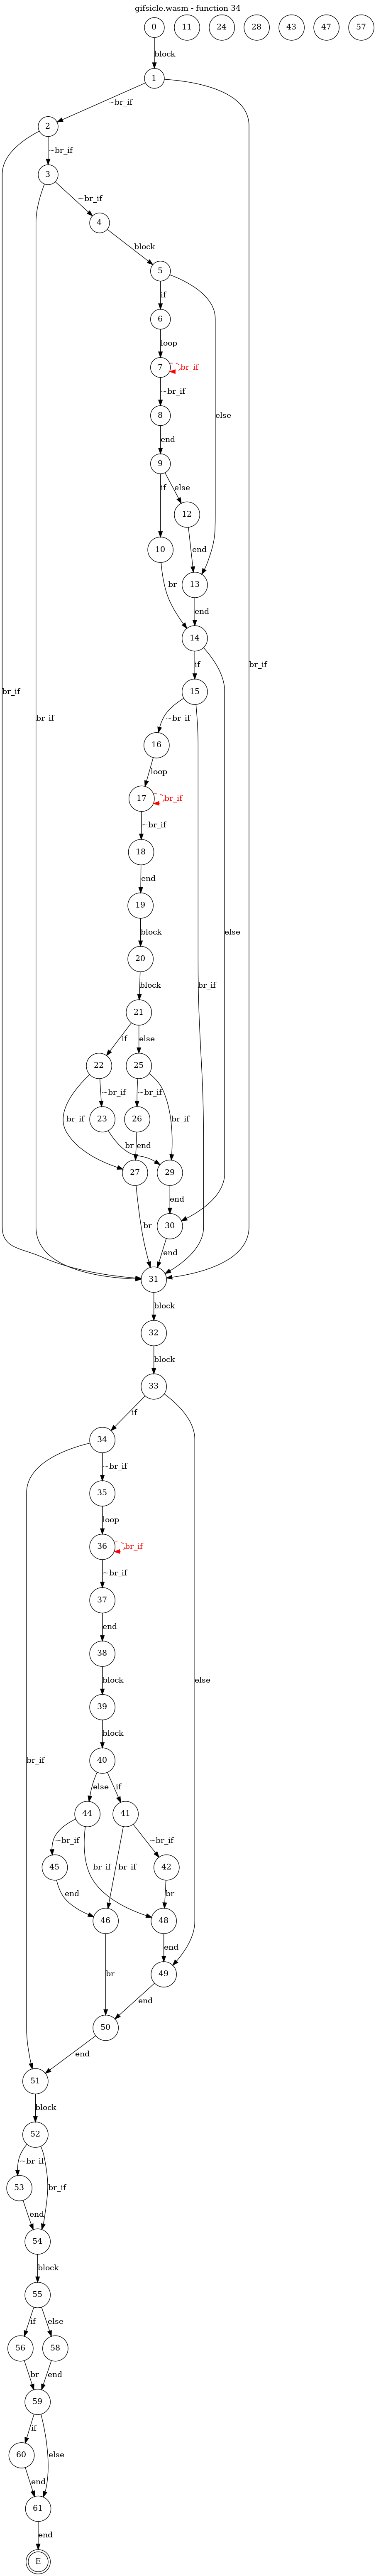 gifsicle.wasm - function 34
0 11 24 28 43 47 57
block
1
~br_if
2
~br_if
3
~br_if
4
block
5
if
6
loop
7 br_if
~br_if
8
end else
9
if else
12
10
end
13
br end
14
if
br_if br_if br_if
15
~br_if
16
loop
17 br_if
~br_if
18
end else
19
block
20
block br_if
21
if else
22 25
~br_if ~br_if
br_if 23 26 br_if
br end
27 29
end
br 30
end
31
block
32
block
33
if
34
~br_if
35
loop
36 br_if
~br_if
37
end
38
block else
39
block
br_if 40
else if
44 41
~br_if ~br_if
45 br_if br_if 42
end br
46 48
end
br 49
end
50
end
51
block
52
~br_if
53 br_if
end
54
block
55
if else
56 58
br end
59
if
60 else
end
61
end
E